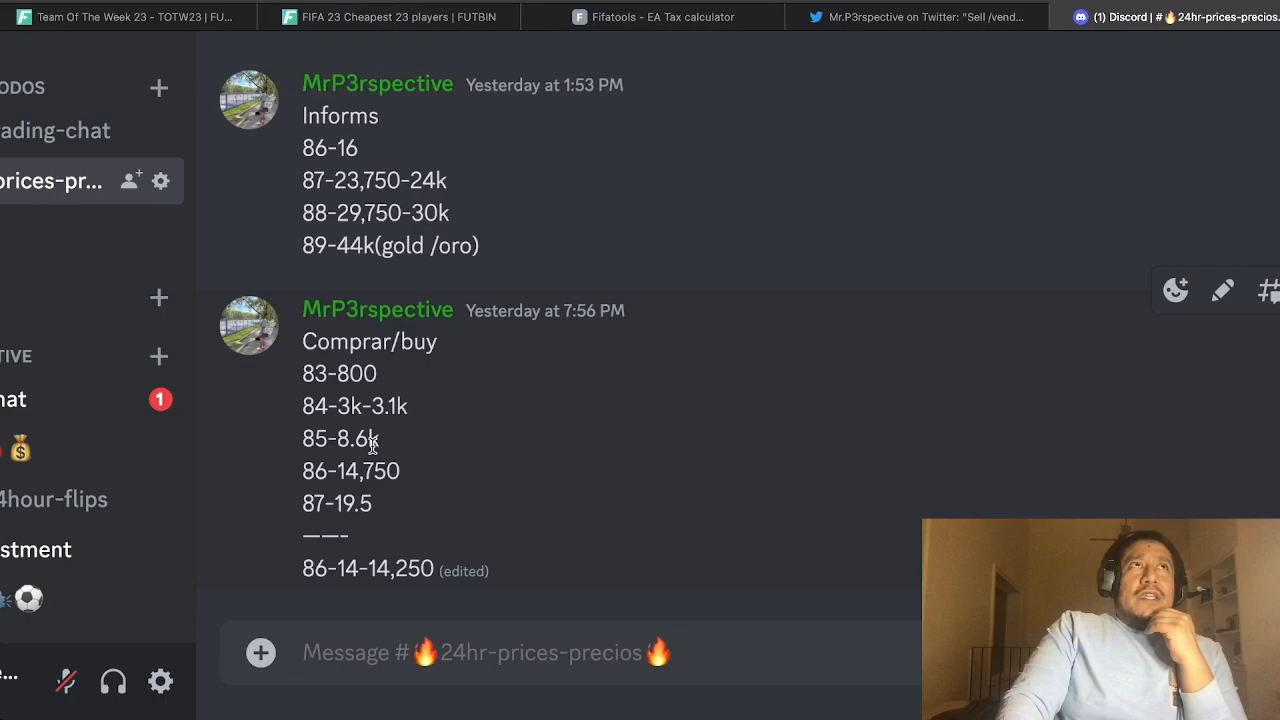 Team Of The Week 23 - TOTW23 | FU...
FIFA 23 Cheapest 23 players | FUTBIN
Fifatools - EA Tax calculator
Mr.P3rspective on Twitter: "Sell /vend...
(1) Discord | #🔥24hr-prices-precios
ODOS
ading-chat
prices-pr...
TIVE
hat
1
4hour-flips
stment
e...
MrP3rspective Yesterday at 1:53 PM
Informs
86-16
87-23,750-24k
88-29,750-30k
89-44k(gold /oro)
MrP3rspective Yesterday at 7:56 PM
Comprar/buy
83-800
84-3k-3.1k
85-8.6k
86-14,750
87-19.5
——-
86-14-14,250 (edited)
Message #🔥24hr-prices-precios🔥